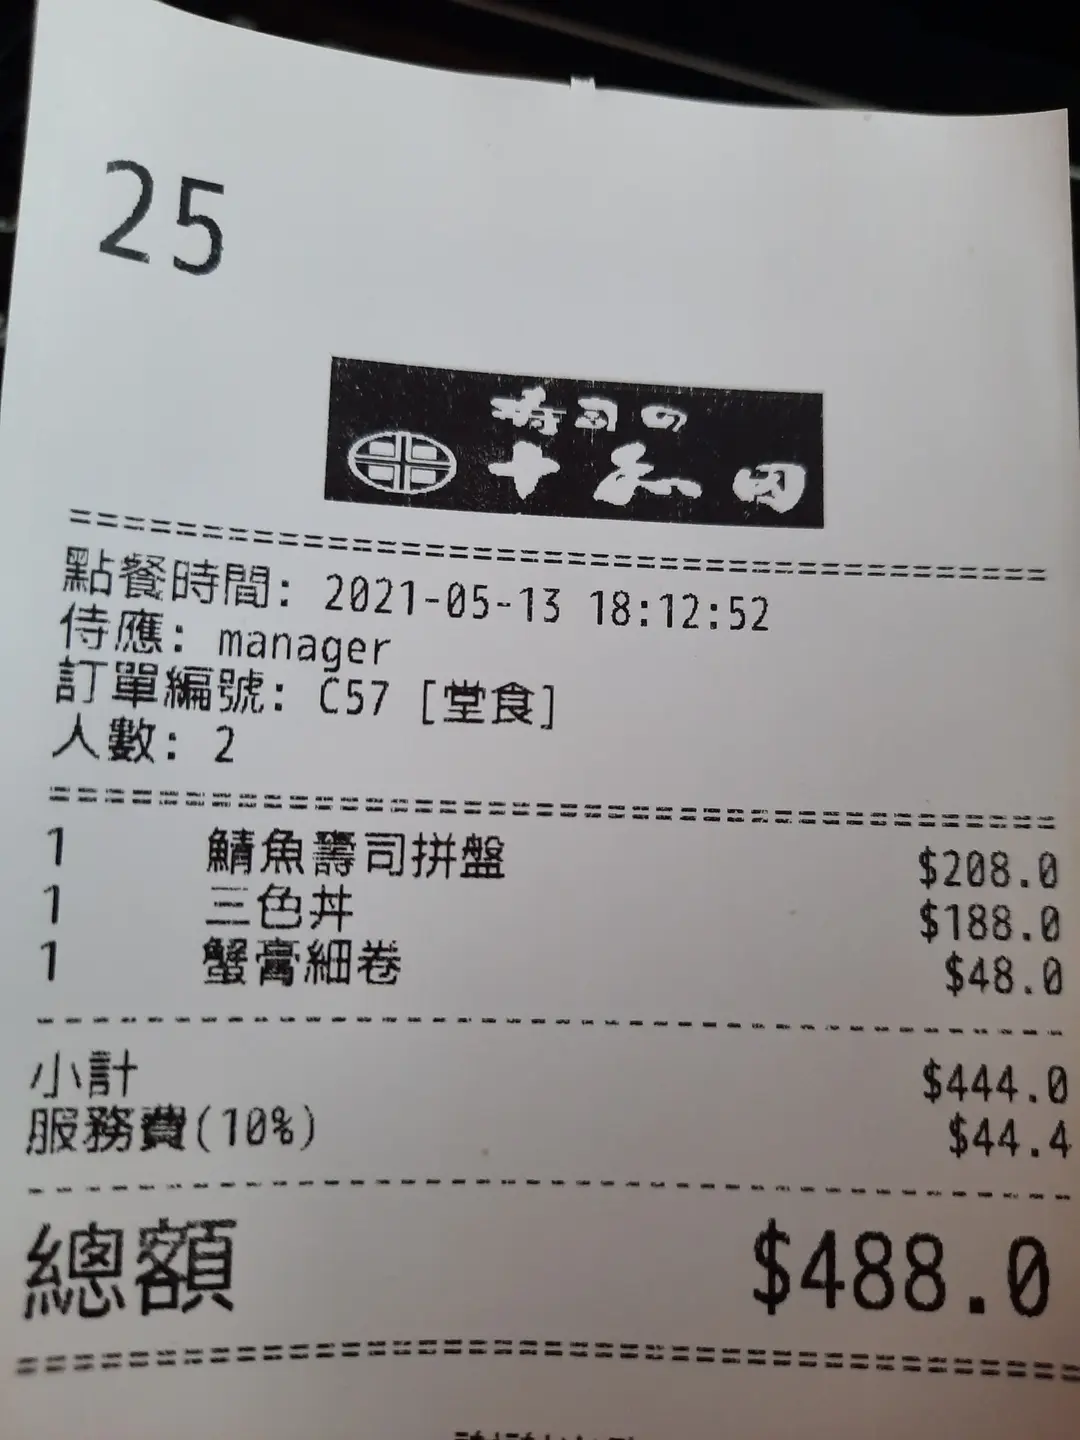 25
寿司の
十和田
點餐時間: 2021-05-13 18:12:52
侍應: manager
訂單編號: C57 [堂食]
人數: 2
1 鯖魚壽司拼盤 $208.0
1 三色丼 $188.0
1 蟹膏細卷 $48.0
小計 $444.0
服務費(10%) $44.4
總額 $488.0